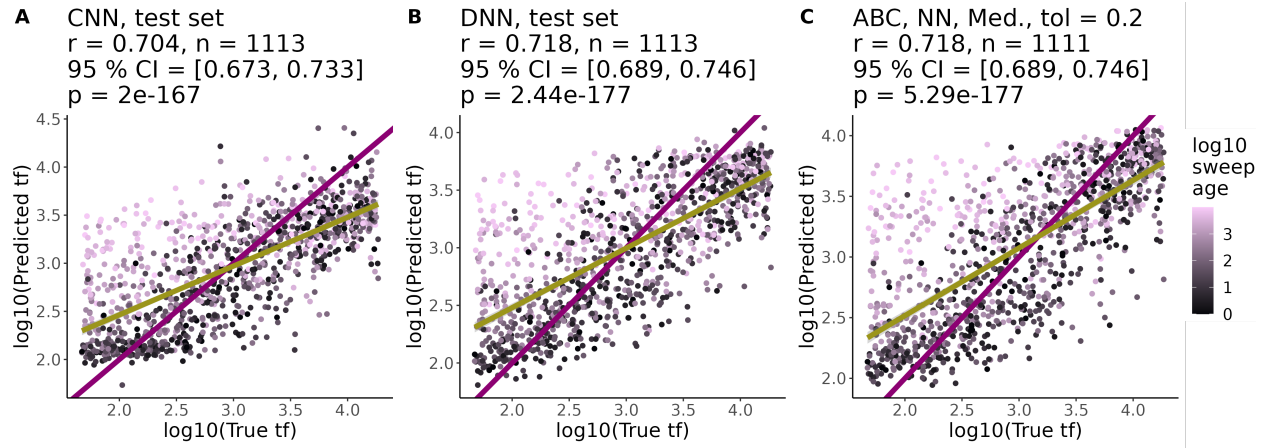 A
CNN, test set
r = 0.704, n = 1113
95 % CI = [0.673, 0.733]
p = 2e-167
4.5
4.0
3.5
3.0
2.5
2.0
log10(Predicted tf)
2.0 2.5 3.0 3.5 4.0
log10(True tf)
B
DNN, test set
r = 0.718, n = 1113
95 % CI = [0.689, 0.746]
p = 2.44e-177
4.0
3.5
3.0
2.5
2.0
log10(Predicted tf)
2.0 2.5 3.0 3.5 4.0
log10(True tf)
C
ABC, NN, Med., tol = 0.2
r = 0.718, n = 1111
95 % CI = [0.689, 0.746]
p = 5.29e-177
4.0
3.5
3.0
2.5
2.0
log10(Predicted tf)
2.0 2.5 3.0 3.5 4.0
log10(True tf)
log10
sweep
age
3
2
1
0